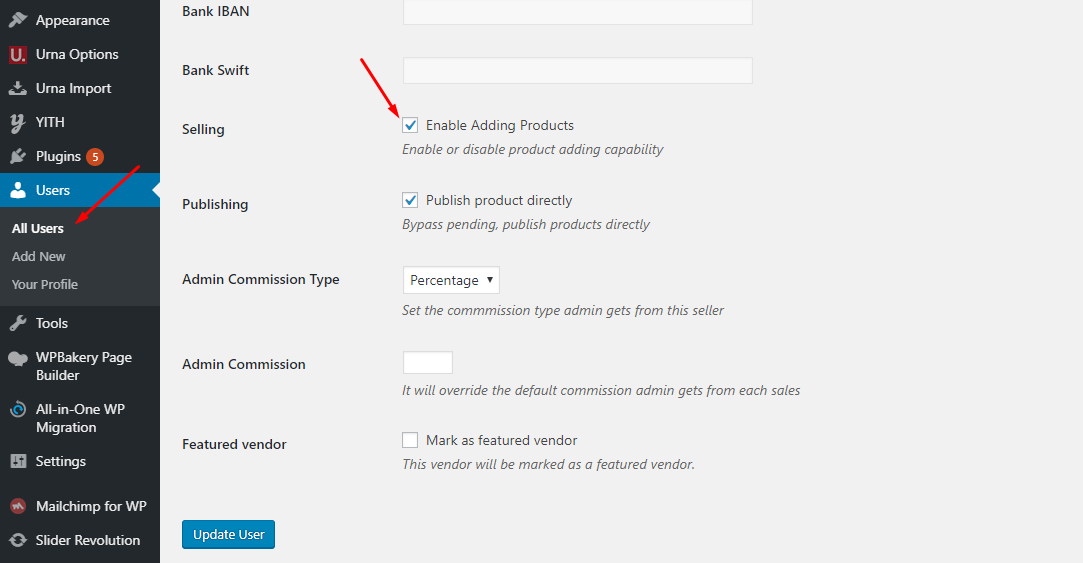 Appearance
Urna Options
Urna Import
YITH
Plugins 5
Users
All Users
Add New
Your Profile
Tools
WPBakery Page
Builder
All-in-One WP
Migration
Settings
Mailchimp for WP
Slider Revolution
Bank IBAN
Bank Swift
Selling
Enable Adding Products
Enable or disable product adding capability
Publishing
Publish product directly
Bypass pending, publish products directly
Admin Commission Type
Percentage
Set the commmission type admin gets from this seller
Admin Commission
It will override the default commission admin gets from each sales
Featured vendor
Mark as featured vendor
This vendor will be marked as a featured vendor.
Update User